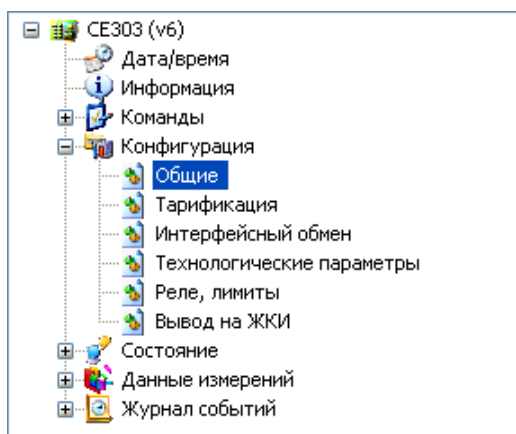 CE303 (v6)
Дата/время
Информация
Команды
Конфигурация
Общие
Тарификация
Интерфейсный обмен
Технологические параметры
Реле, лимиты
Вывод на ЖКИ
Состояние
Данные измерений
Журнал событий